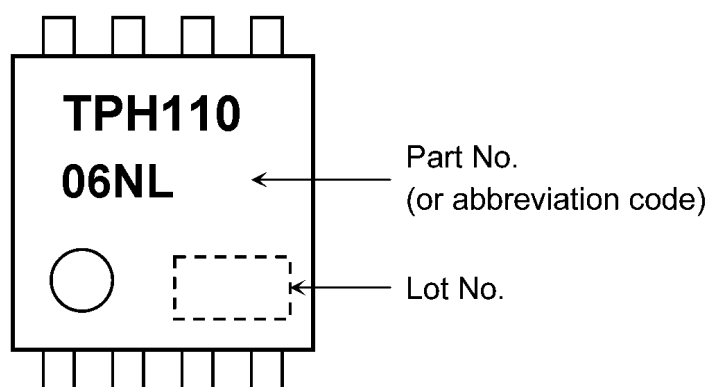 TPH110
06NL
Part No.
(or abbreviation code)
Lot No.